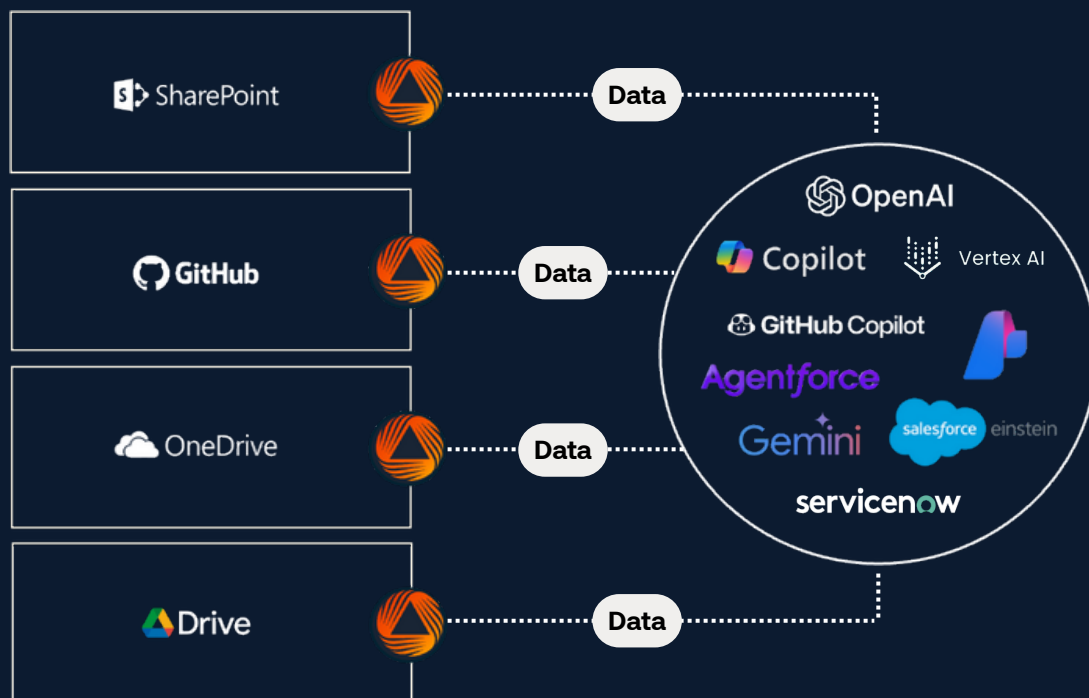 SharePoint
Data
OpenAI
Copilot
Vertex AI
GitHub
Data
GitHub Copilot
Agentforce
OneDrive
Data
Gemini
salesforce einstein
servicenow
Drive
Data